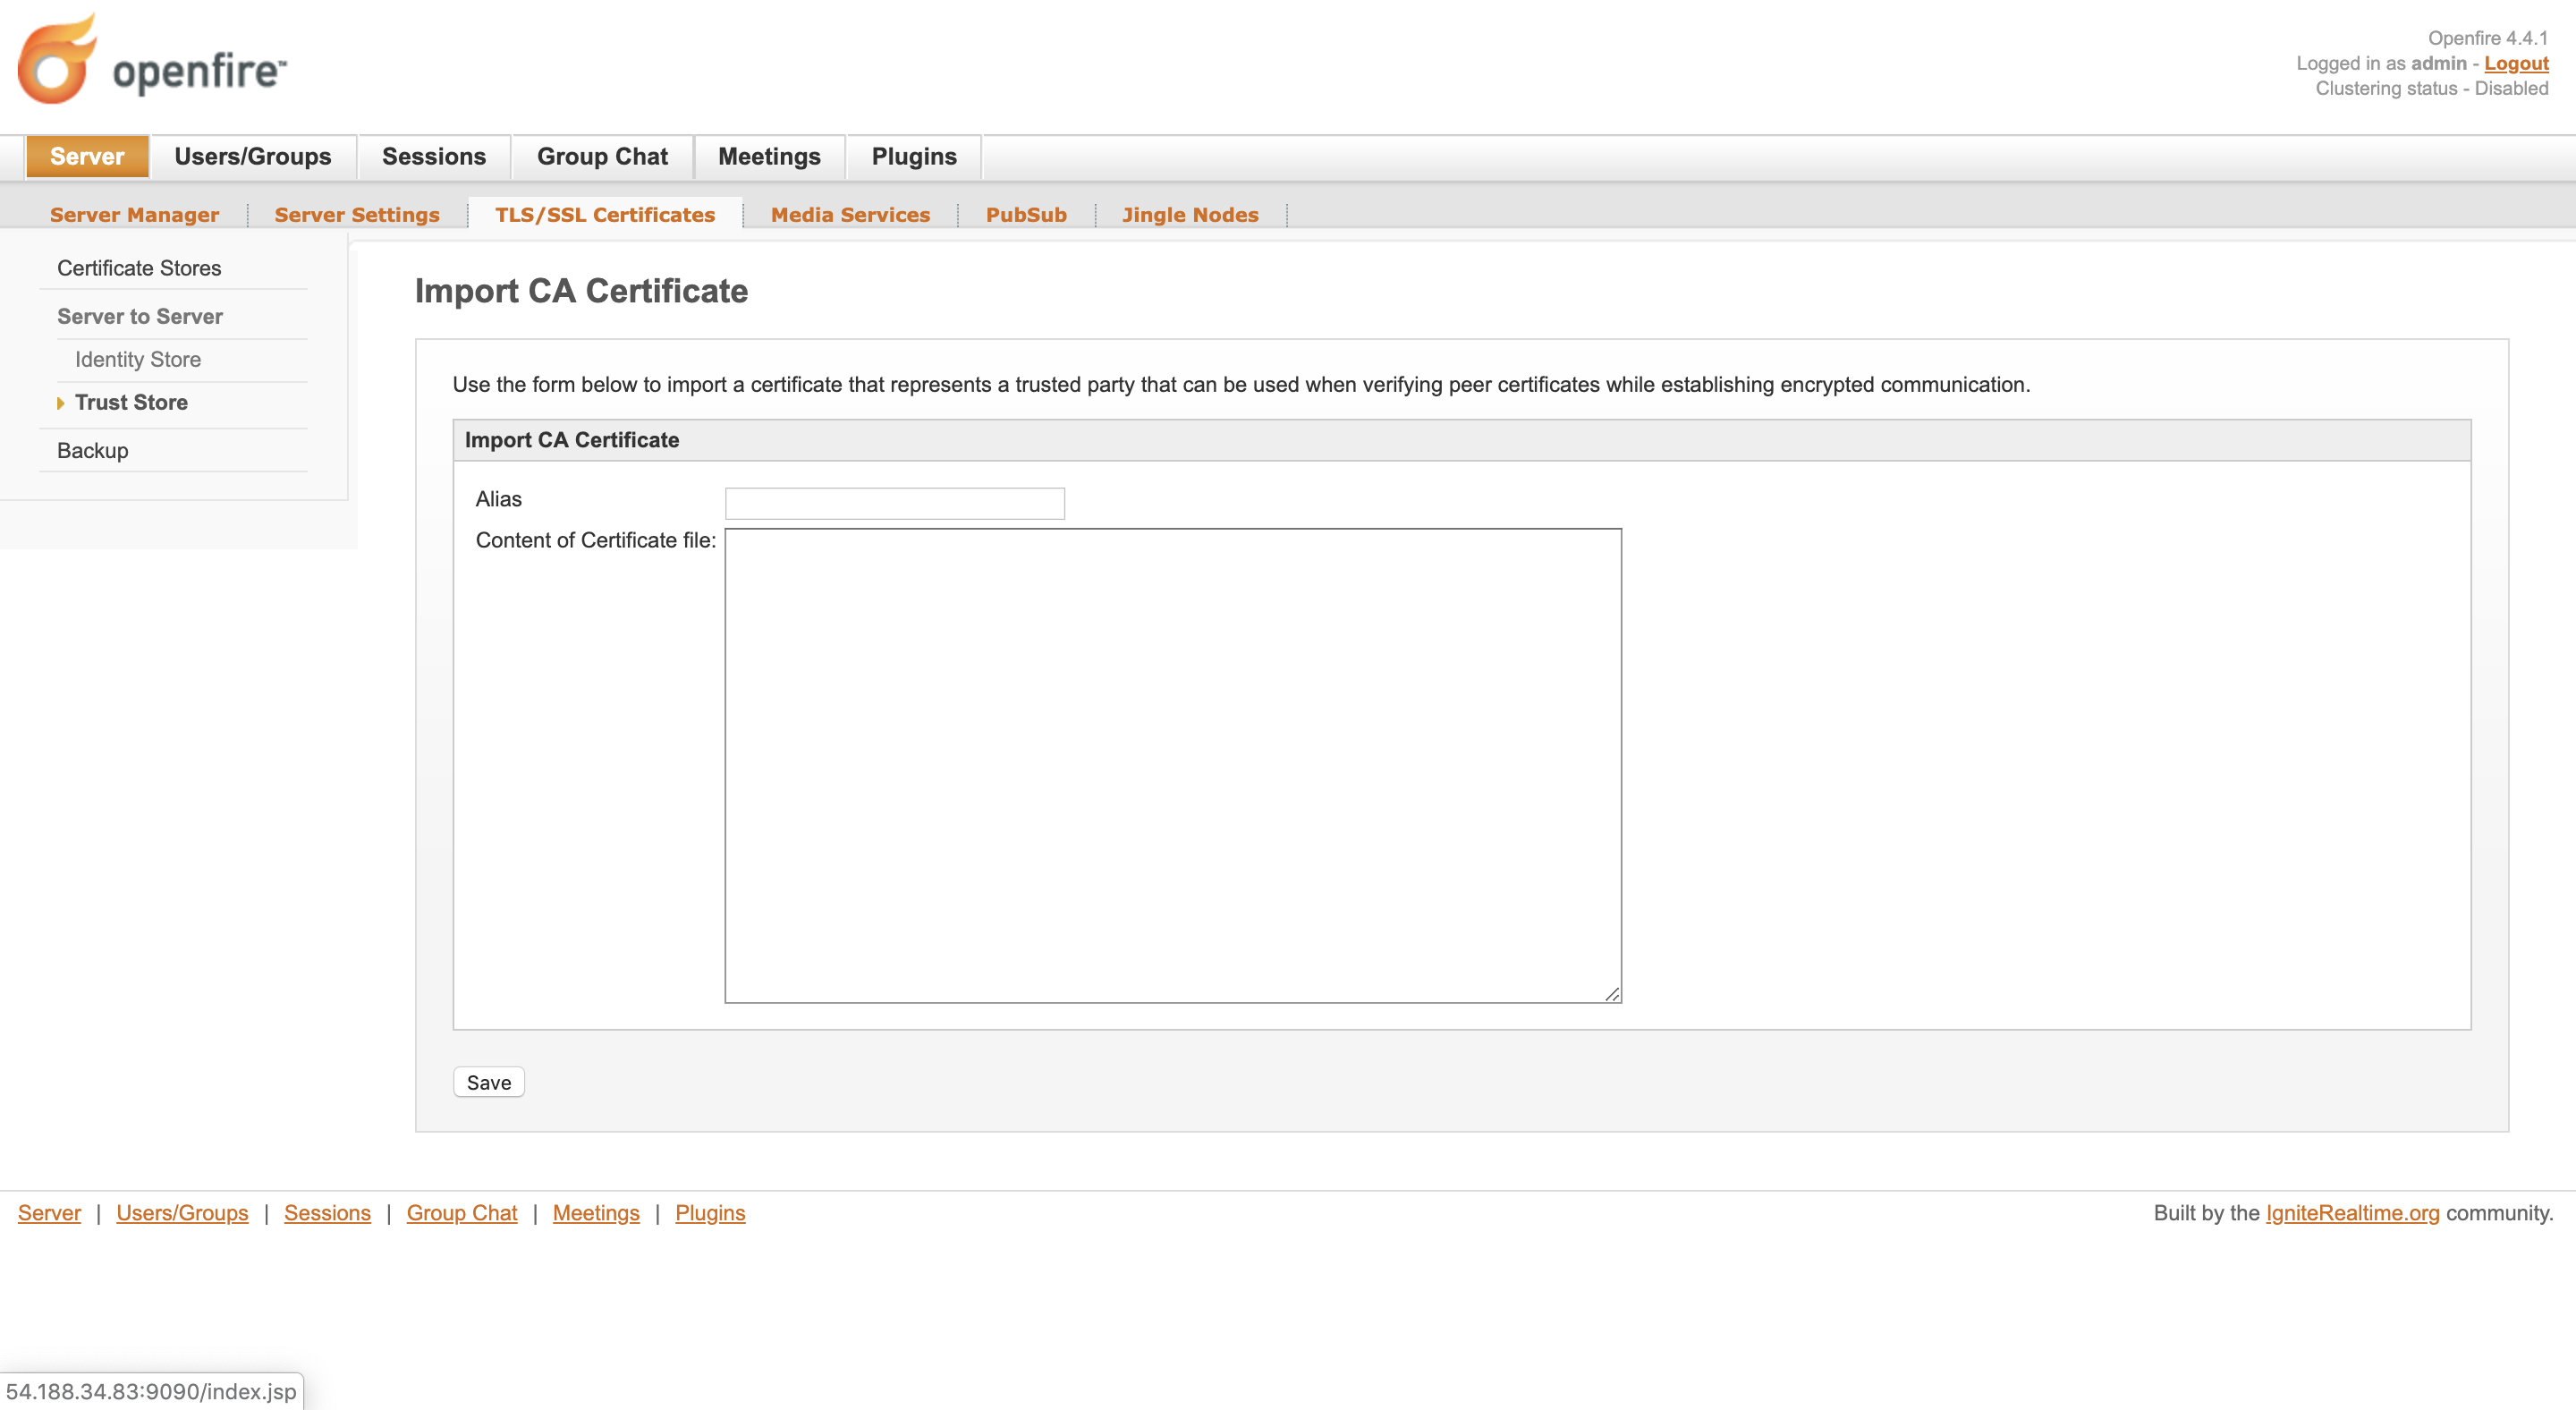 openfire™
Openfire 4.4.1
Logged in as admin - Logout
Clustering status - Disabled
Server Users/Groups Sessions Group Chat Meetings Plugins
Server Manager Server Settings TLS/SSL Certificates Media Services PubSub Jingle Nodes
Certificate Stores
Server to Server
Identity Store
Trust Store
Backup
Import CA Certificate
Use the form below to import a certificate that represents a trusted party that can be used when verifying peer certificates while establishing encrypted communication.
Import CA Certificate
Alias
Content of Certificate file:
Save
Server | Users/Groups | Sessions | Group Chat | Meetings | Plugins
Built by the IgniteRealtime.org community.
54.188.34.83:9090/index.jsp